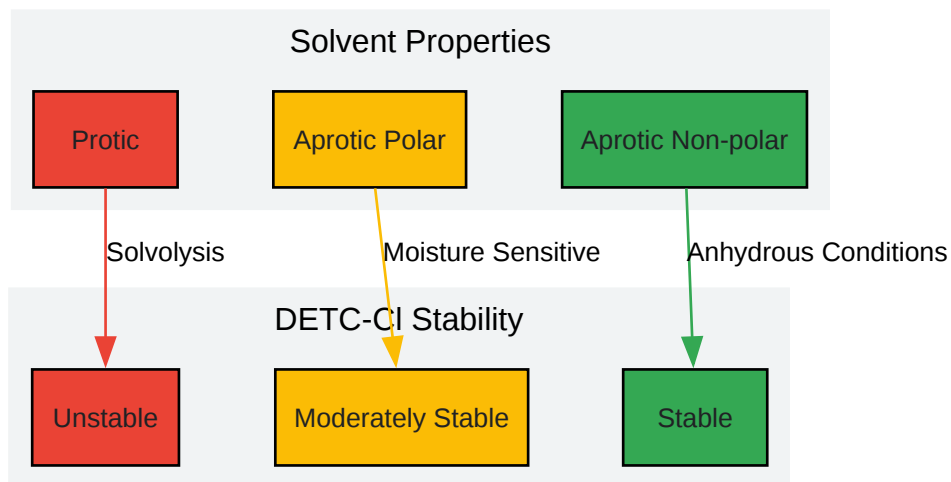 Solvent Properties
Protic
Aprotic Polar
Aprotic Non-polar
Solvolysis
Moisture Sensitive
Anhydrous Conditions
DETC-Cl Stability
Unstable
Moderately Stable
Stable